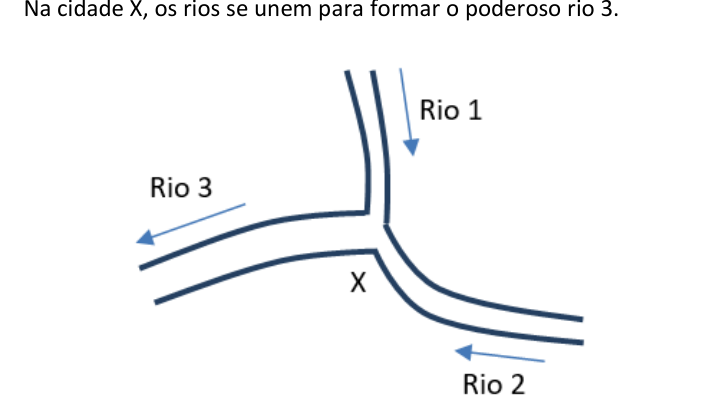 Na cidade X, os rios se unem para formar o poderoso rio 3.
Rio 1
Rio 3
X
Rio 2